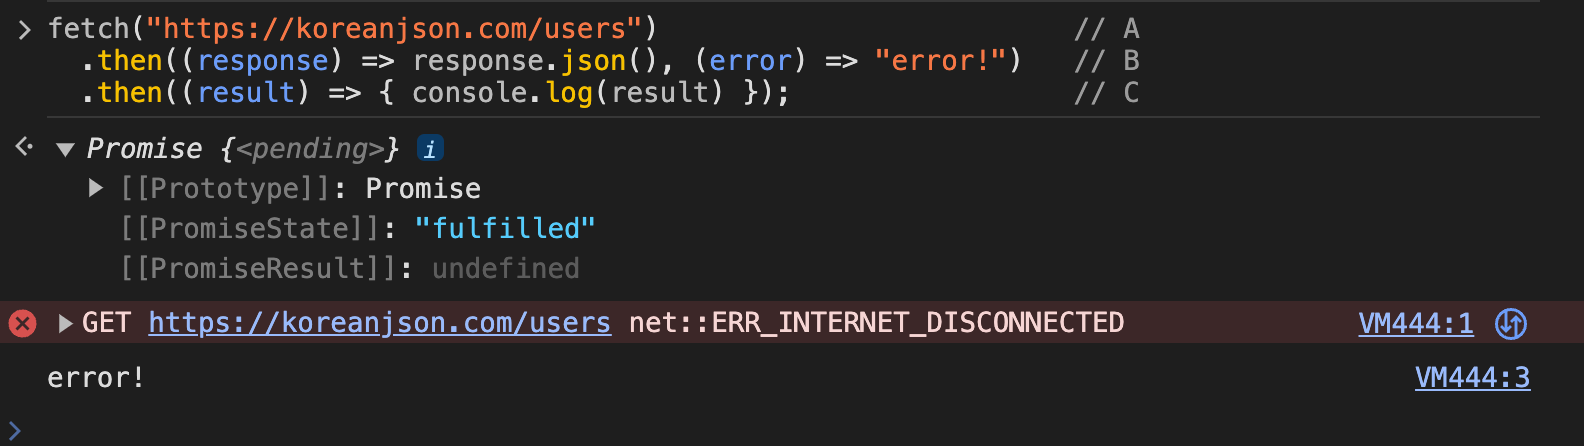 fetch("https://koreanjson.com/users") // A
.then((response) => response.json(), (error) => "error!") // B
.then((result) => { console.log(result) }); // C
Promise {<pending>} i
[[Prototype]]: Promise
[[PromiseState]]: "fulfilled"
[[PromiseResult]]: undefined
GET https://koreanjson.com/users net::ERR_INTERNET_DISCONNECTED VM444:1
error! VM444:3